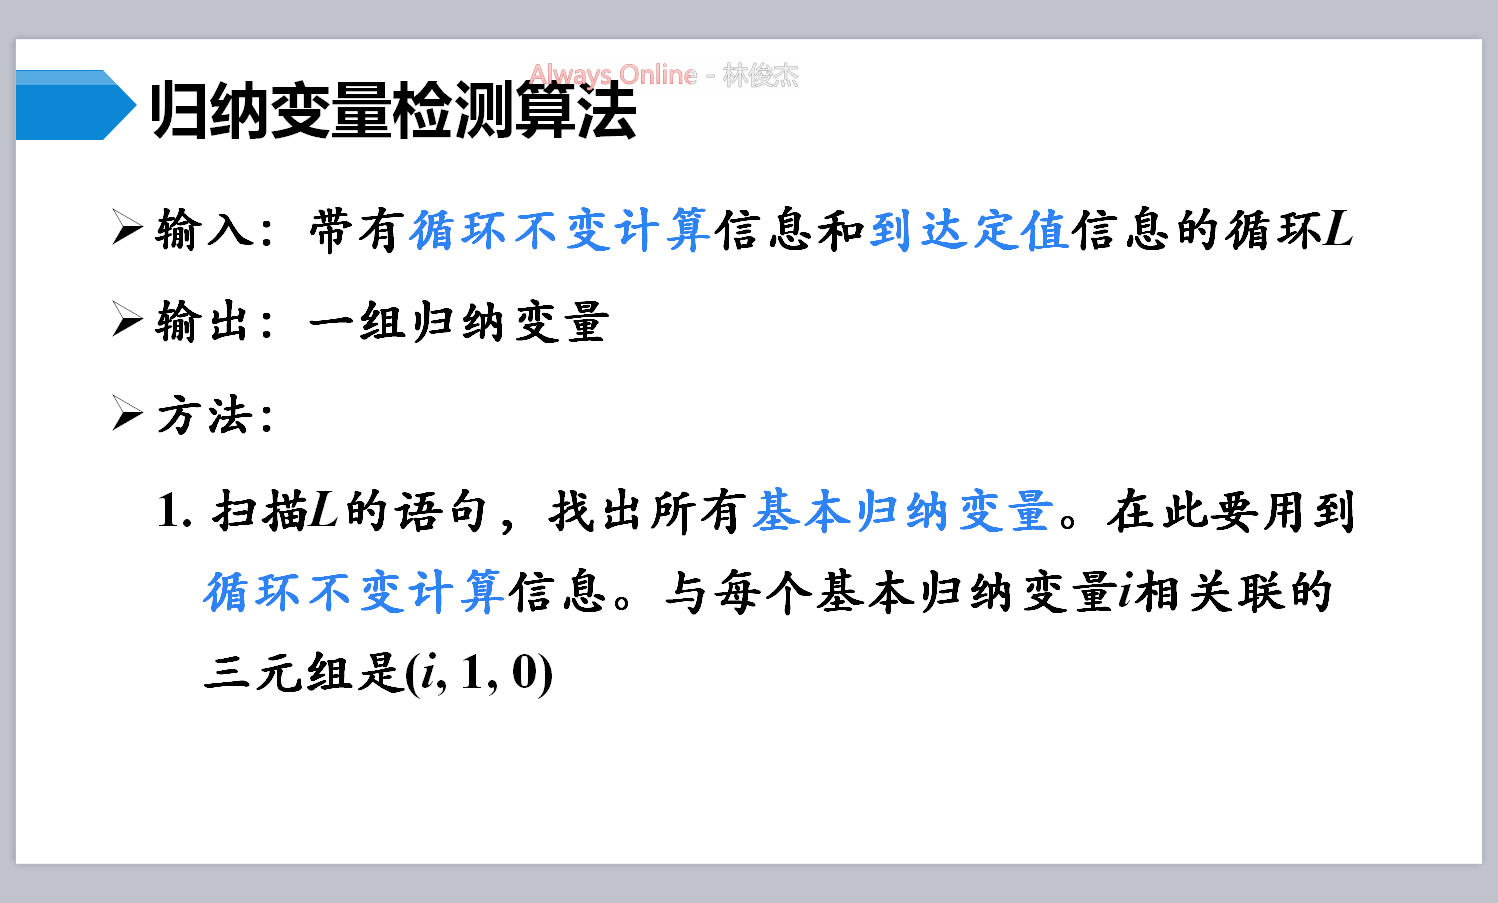 Always Online - 林俊杰
归纳变量检测算法
输入：带有循环不变计算信息和到达定值信息的循环L
输出：一组归纳变量
方法：
1. 扫描L的语句，找出所有基本归纳变量。在此要用到
循环不变计算信息。与每个基本归纳变量i相关联的
三元组是(i, 1, 0)